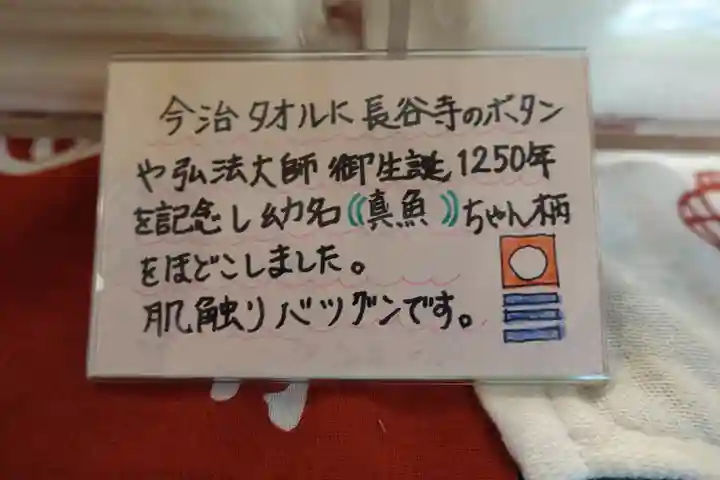 今治タオルに長谷寺のボタン
や弘法大師御生誕1250年
を記念し幼名《真魚》ちゃん柄
をほどこしました。
肌触りバツグンです。